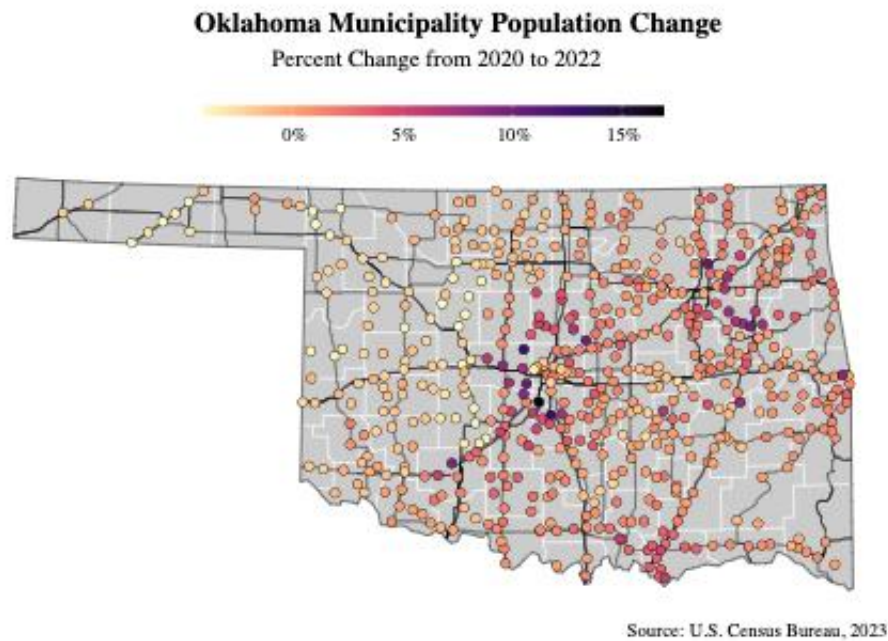 Oklahoma Municipality Population Change
Percent Change from 2020 to 2022
0% 5% 10% 15%
Source: U.S. Census Bureau, 2023